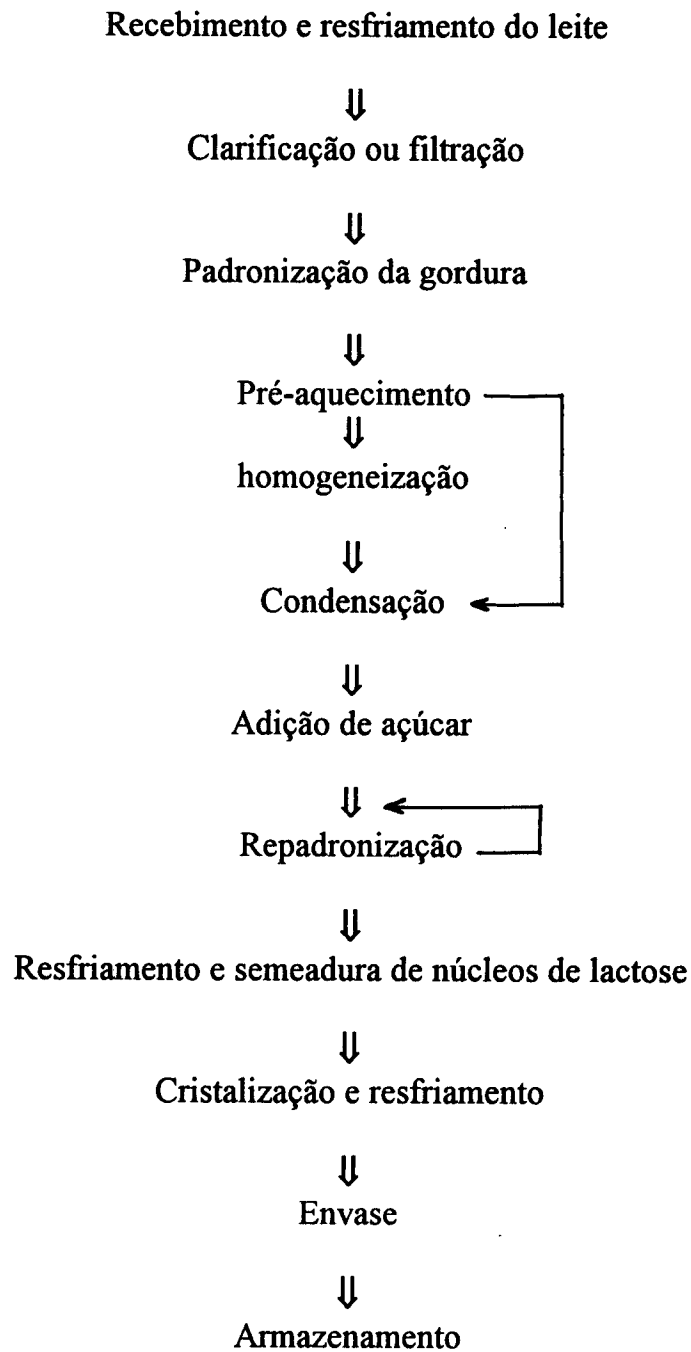 Recebimento e resfriamento do leite
Clarificação ou filtração
Padronização da gordura
Pré-aquecimento
homogeneização
Condensação
Adição de açúcar
Repadronização
Resfriamento e semeadura de núcleos de lactose
Cristalização e resfriamento
Envase
Armazenamento